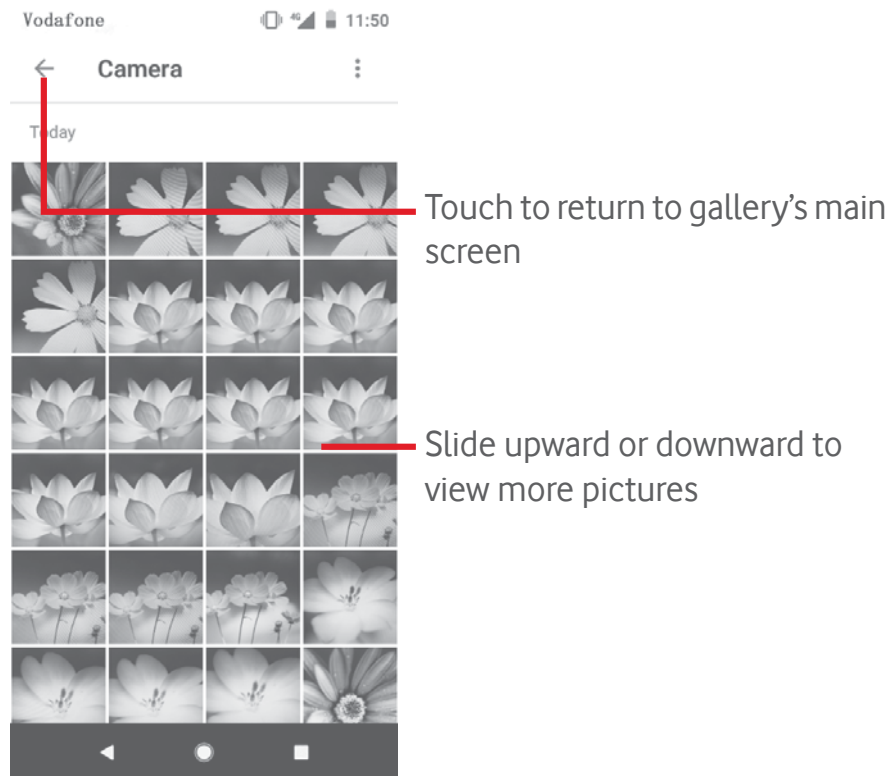 Vodafone 4G 11:50
Camera
Today
Touch to return to gallery’s main
screen
Slide upward or downward to
view more pictures